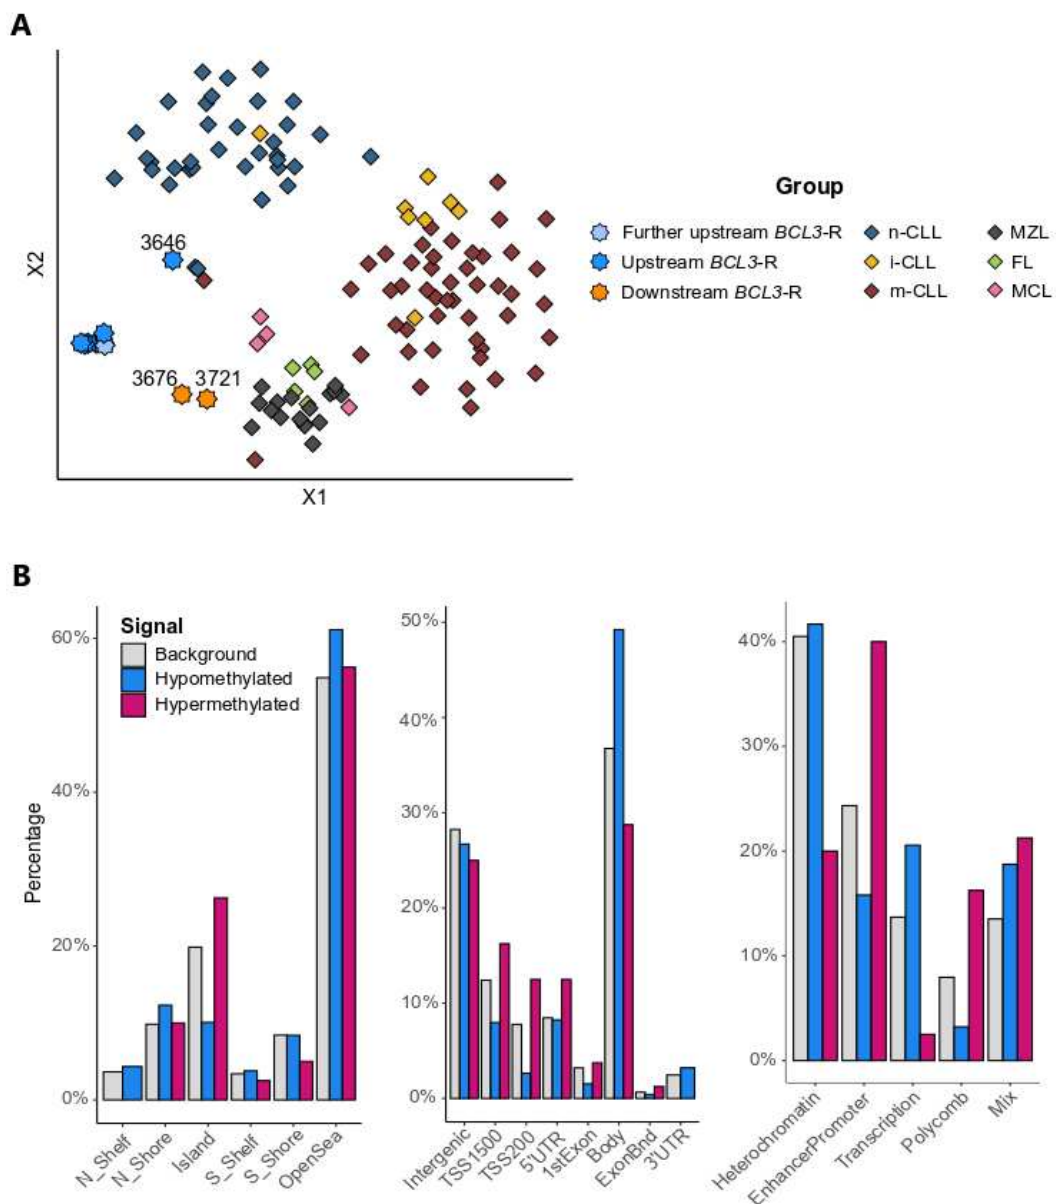 A
3646
3676 3721
X2
X1
Group
Further upstream BCL3-R
Upstream BCL3-R
Downstream BCL3-R
n-CLL
i-CLL
m-CLL
MZL
FL
MCL
B
Percentage
60%
40%
20%
0%
Signal
Background
Hypomethylated
Hypermethylated
N_Shelf
N_Shore
Island
S_Shelf
S_Shore
OpenSea
50%
40%
30%
20%
10%
0%
Intergenic
TSS1500
TSS200
5'UTR
1stExon
Body
ExonBnd
3'UTR
40%
30%
20%
10%
0%
Heterochromatin
EnhancerPromoter
Transcription
Polycomb
Mix